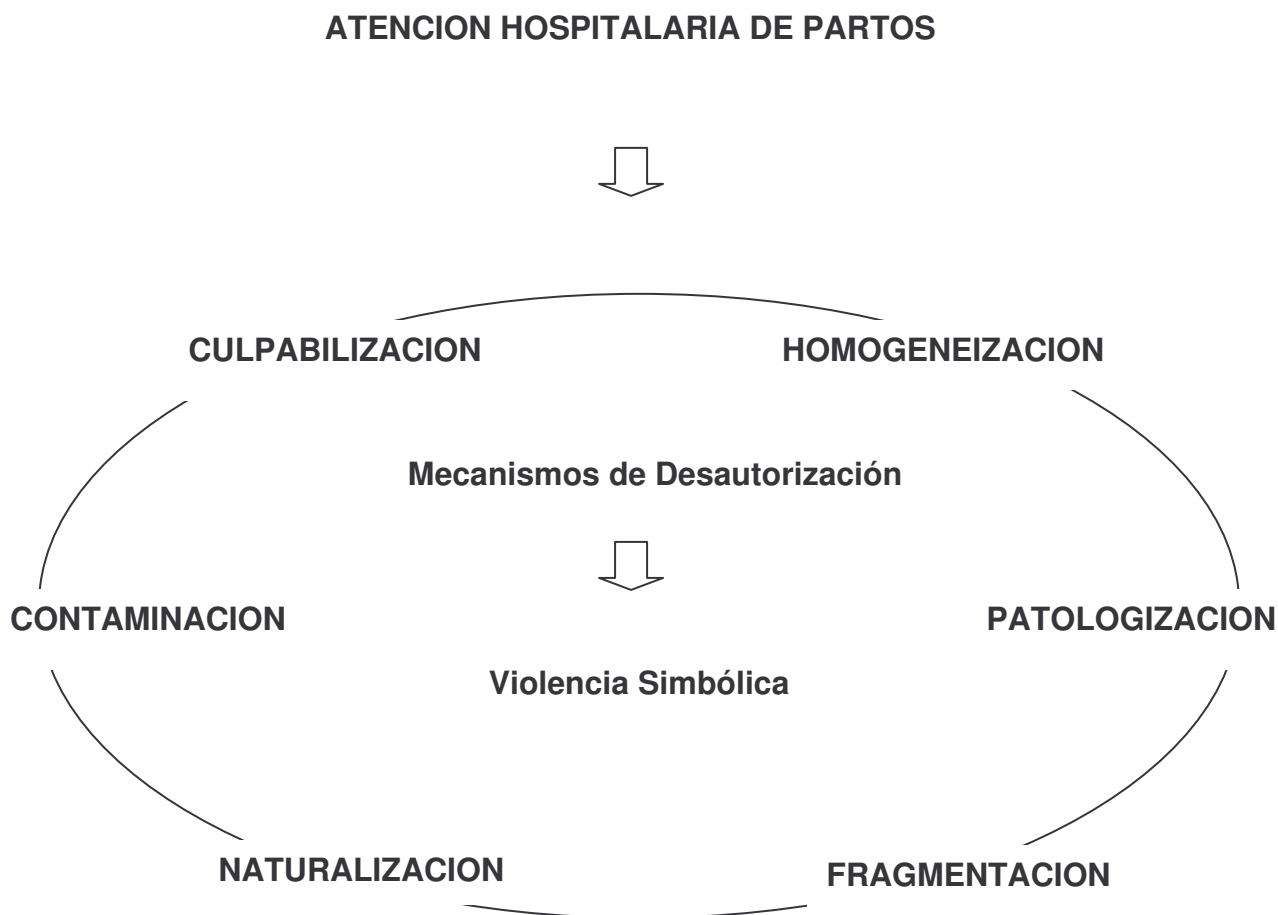 ATENCION HOSPITALARIA DE PARTOS
CULPABILIZACION
HOMOGENEIZACION
Mecanismos de Desautorización
CONTAMINACION
PATOLOGIZACION
Violencia Simbólica
NATURALIZACION
FRAGMENTACION